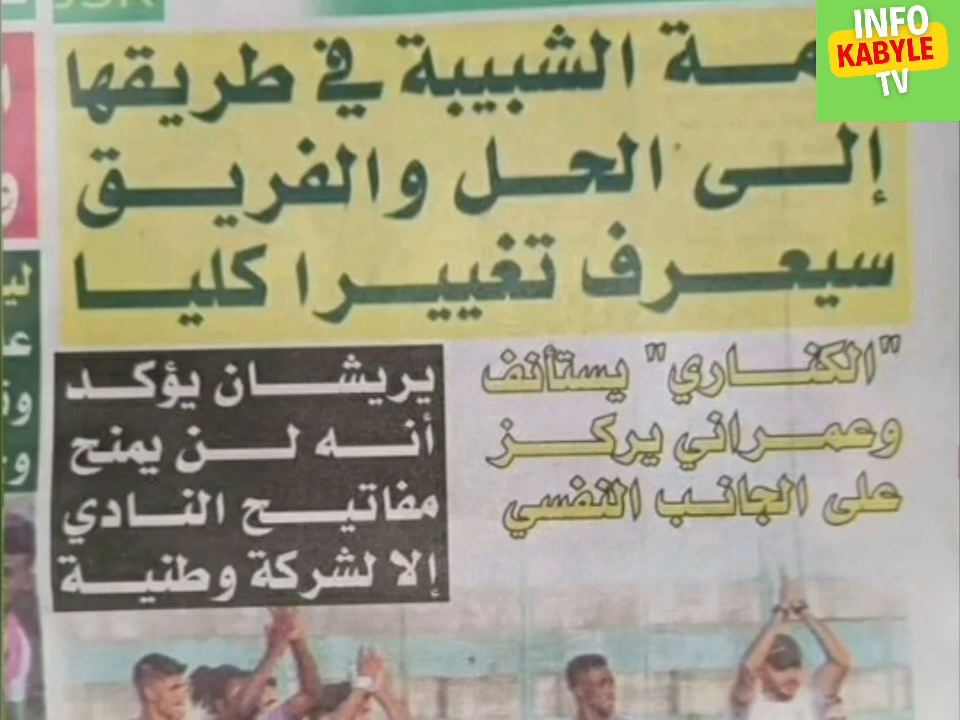 JSK
INFO
KABYLE
TV
الشبيبة في طريقها
إلى الحل والفريق
سيعرف تغييرا كليا
"الكناري" يستأنف
وعمراني يركز
على الجانب النفسي
يريشان يؤكد
أنه لن يمنح
مفاتيح النادي
إلا لشركة وطنية